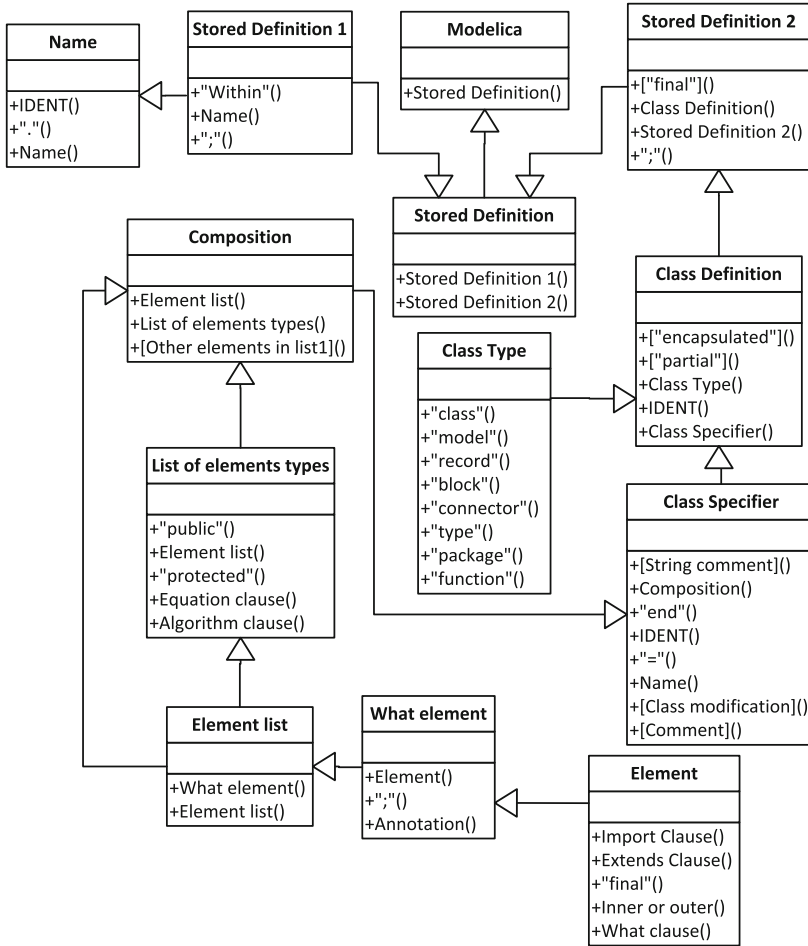 Name
+IDENT()
+"."()
+Name()
Stored Definition 1
+"Within"()
+Name()
+";"()
Modelica
+Stored Definition()
Stored Definition 2
+["final"]()
+Class Definition()
+Stored Definition 2()
+";"()
Stored Definition
+Stored Definition 1()
+Stored Definition 2()
Composition
+Element list()
+List of elements types()
+[Other elements in list1]()
Class Definition
+["encapsulated"]()
+["partial"]()
+Class Type()
+IDENT()
+Class Specifier()
Class Type
+"class"()
+"model"()
+"record"()
+"block"()
+"connector"()
+"type"()
+"package"()
+"function"()
List of elements types
+"public"()
+Element list()
+"protected"()
+Equation clause()
+Algorithm clause()
Class Specifier
+[String comment]()
+Composition()
+"end"()
+IDENT()
+"="()
+Name()
+[Class modification]()
+[Comment]()
Element list
+What element()
+Element list()
What element
+Element()
+";"()
+Annotation()
Element
+Import Clause()
+Extends Clause()
+"final"()
+Inner or outer()
+What clause()